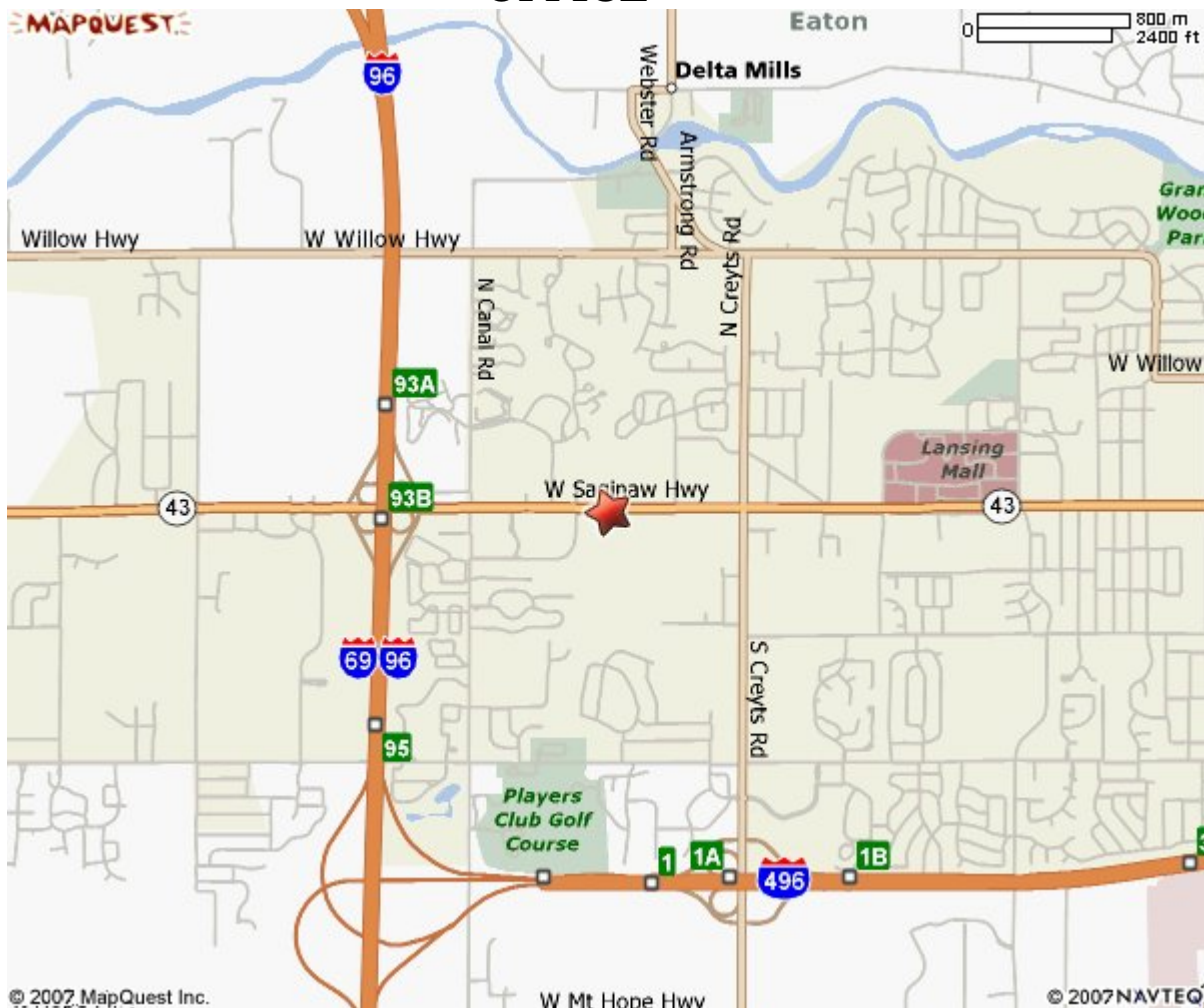 MAPQUEST
Eaton
0
800 m
2400 ft
96
Delta Mills
Webster Rd
Armstrong Rd
N Creyts Rd
Willow Hwy
W Willow Hwy
N Canal Rd
W Willow
93A
93B
43
W Saginaw Hwy
Lansing
Mall
43
69
96
S Creyts Rd
95
Players
Club Golf
Course
1
1A
496
1B
W Mt Hope Hwy
© 2007 MapQuest Inc.
© 2007 NAVTEQ